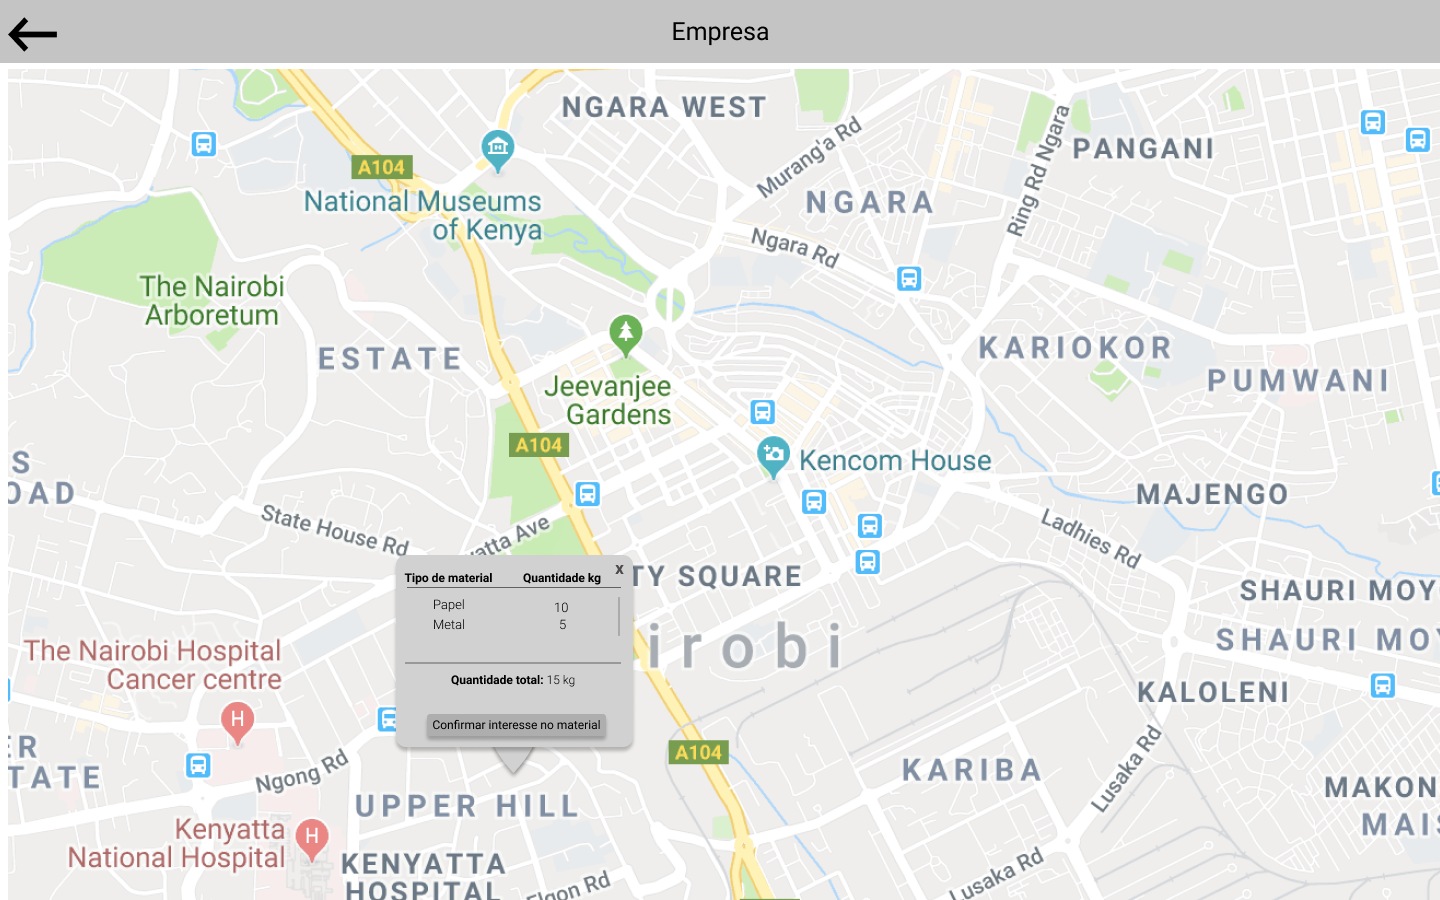 Empresa
NGARA WEST
Murang'a Rd
Ring Rd Ngara
PANGANI
A104
National Museums
of Kenya
NGARA
Ngara Rd
The Nairobi
Arboretum
ESTATE
KARIOKOR
PUMWANI
Jeevanjee
Gardens
A104
Kencom House
S
OAD
MAJENGO
State House Rd
yatta Ave
Ladhies Rd
TY SQUARE
SHAURI MOY
SHAURI MOY
x
Tipo de material Quantidade kg
Papel 10
Metal 5
Quantidade total: 15 kg
Confirmar interesse no material
irobi
The Nairobi Hospital
Cancer centre
H
KALOLENI
ER
TATE
Ngong Rd
A104
KARIBA
Lusaka Rd
MAKON
MAIS
UPPER HILL
Kenyatta
National Hospital
H
KENYATTA
HOSPITAL
Elgon Rd
Lusaka Rd